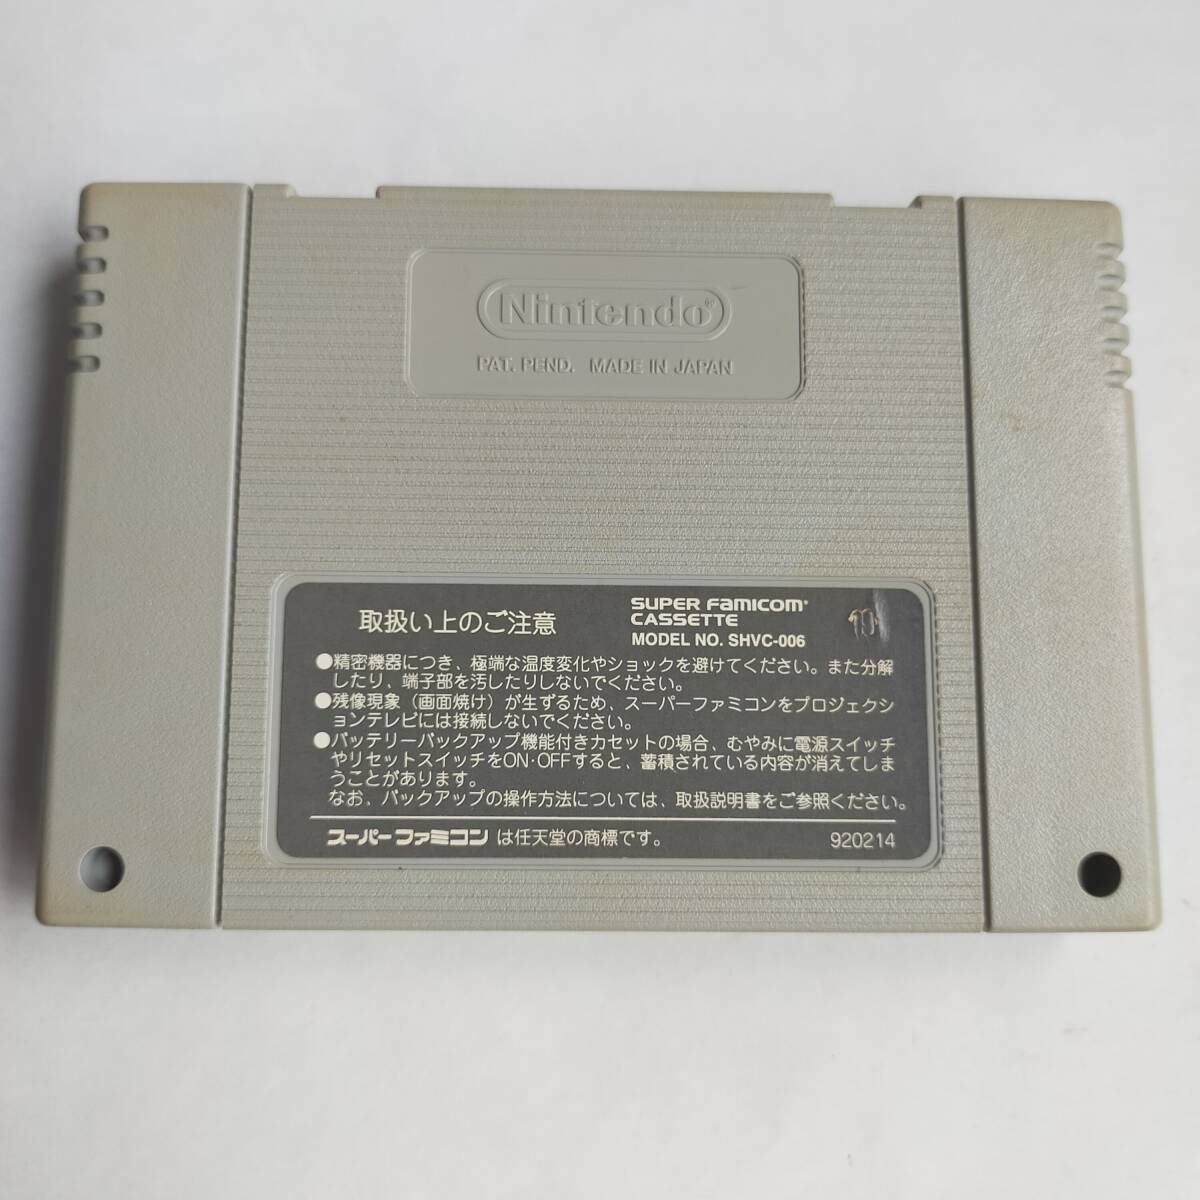 Nintendo®
PAT. PEND. MADE IN JAPAN
取扱い上のご注意
SUPER FAMICOM
CASSETTE
MODEL NO. SHVC-006
10
●精密機器につき、極端な温度変化やショックを避けてください。また分解
したり、端子部を汚したりしないでください。
●残像現象（画面焼け）が生ずるため、スーパーファミコンをプロジェクシ
ョンテレビには接続しないでください。
●バッテリーバックアップ機能付きカセットの場合、むやみに電源スイッチ
やリセットスイッチをON･OFFすると、蓄積されている内容が消えてしま
うことがあります。
なお、バックアップの操作方法については、取扱説明書をご参照ください。
スーパーファミコン は任天堂の商標です。
920214